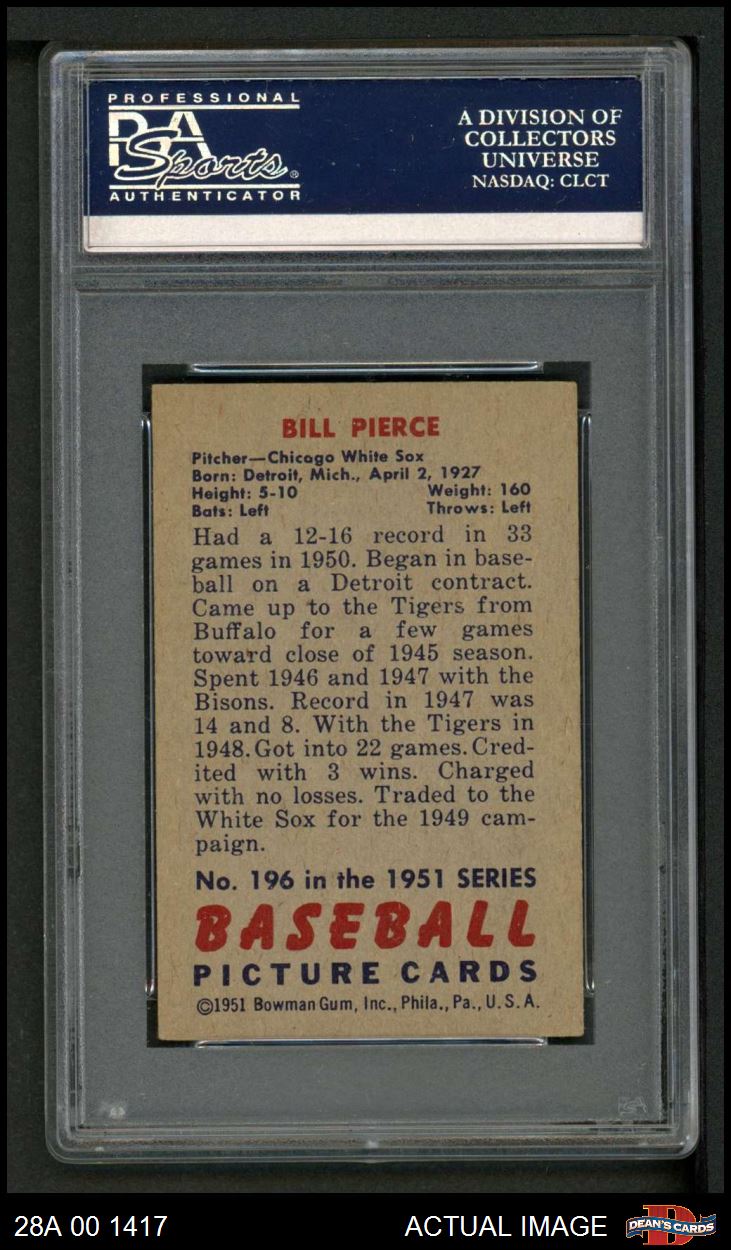 PROFESSIONAL
PSA
Sports®
AUTHENTICATOR
A DIVISION OF
COLLECTORS
UNIVERSE
NASDAQ: CLCT
BILL PIERCE
Pitcher—Chicago White Sox
Born: Detroit, Mich., April 2, 1927
Height: 5-10 Weight: 160
Bats: Left Throws: Left
Had a 12-16 record in 33
games in 1950. Began in base-
ball on a Detroit contract.
Came up to the Tigers from
Buffalo for a few games
toward close of 1945 season.
Spent 1946 and 1947 with the
Bisons. Record in 1947 was
14 and 8. With the Tigers in
1948. Got into 22 games. Cred-
ited with 3 wins. Charged
with no losses. Traded to the
White Sox for the 1949 cam-
paign.
No. 196 in the 1951 SERIES
BASEBALL
PICTURE CARDS
©1951 Bowman Gum, Inc., Phila., Pa., U.S.A.
28A 00 1417 ACTUAL IMAGE
DEAN'S CARDS